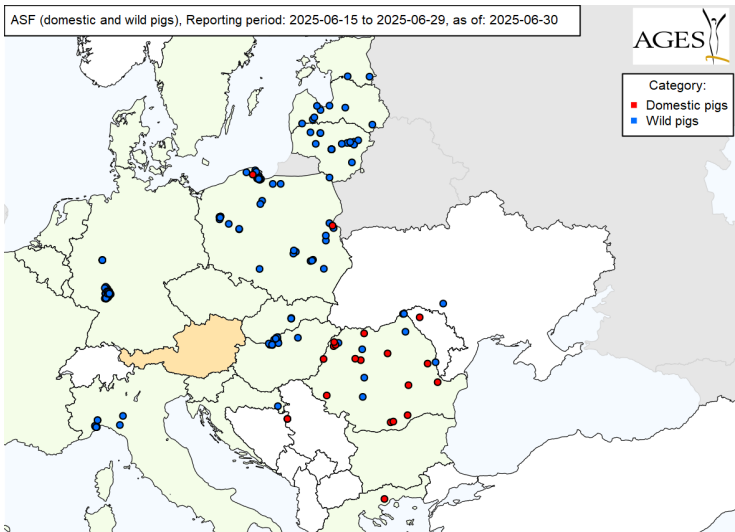 ASF (domestic and wild pigs), Reporting period: 2025-06-15 to 2025-06-29, as of: 2025-06-30
AGES
Category:
Domestic pigs
Wild pigs